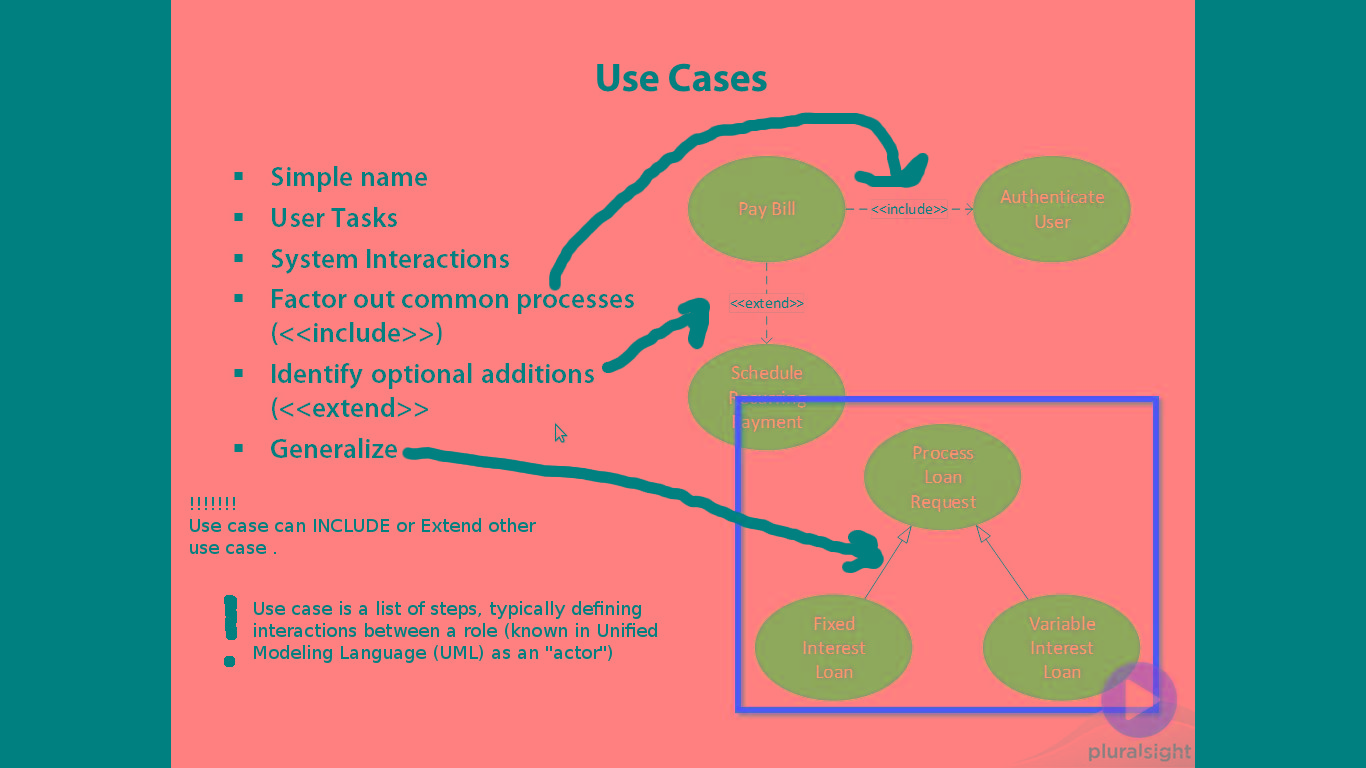 Use Cases
▪ Simple name
▪ User Tasks
▪ System Interactions
▪ Factor out common processes
(<<include>>)
▪ Identify optional additions
(<<extend>>
▪ Generalize
!!!!!!!
Use case can INCLUDE or Extend other
use case .
! Use case is a list of steps, typically defining
interactions between a role (known in Unified
Modeling Language (UML) as an "actor")
Pay Bill
<<include>>
Authenticate
User
<<extend>>
Schedule
Recurring
Payment
Process
Loan
Request
Fixed
Interest
Loan
Variable
Interest
Loan
pluralsight